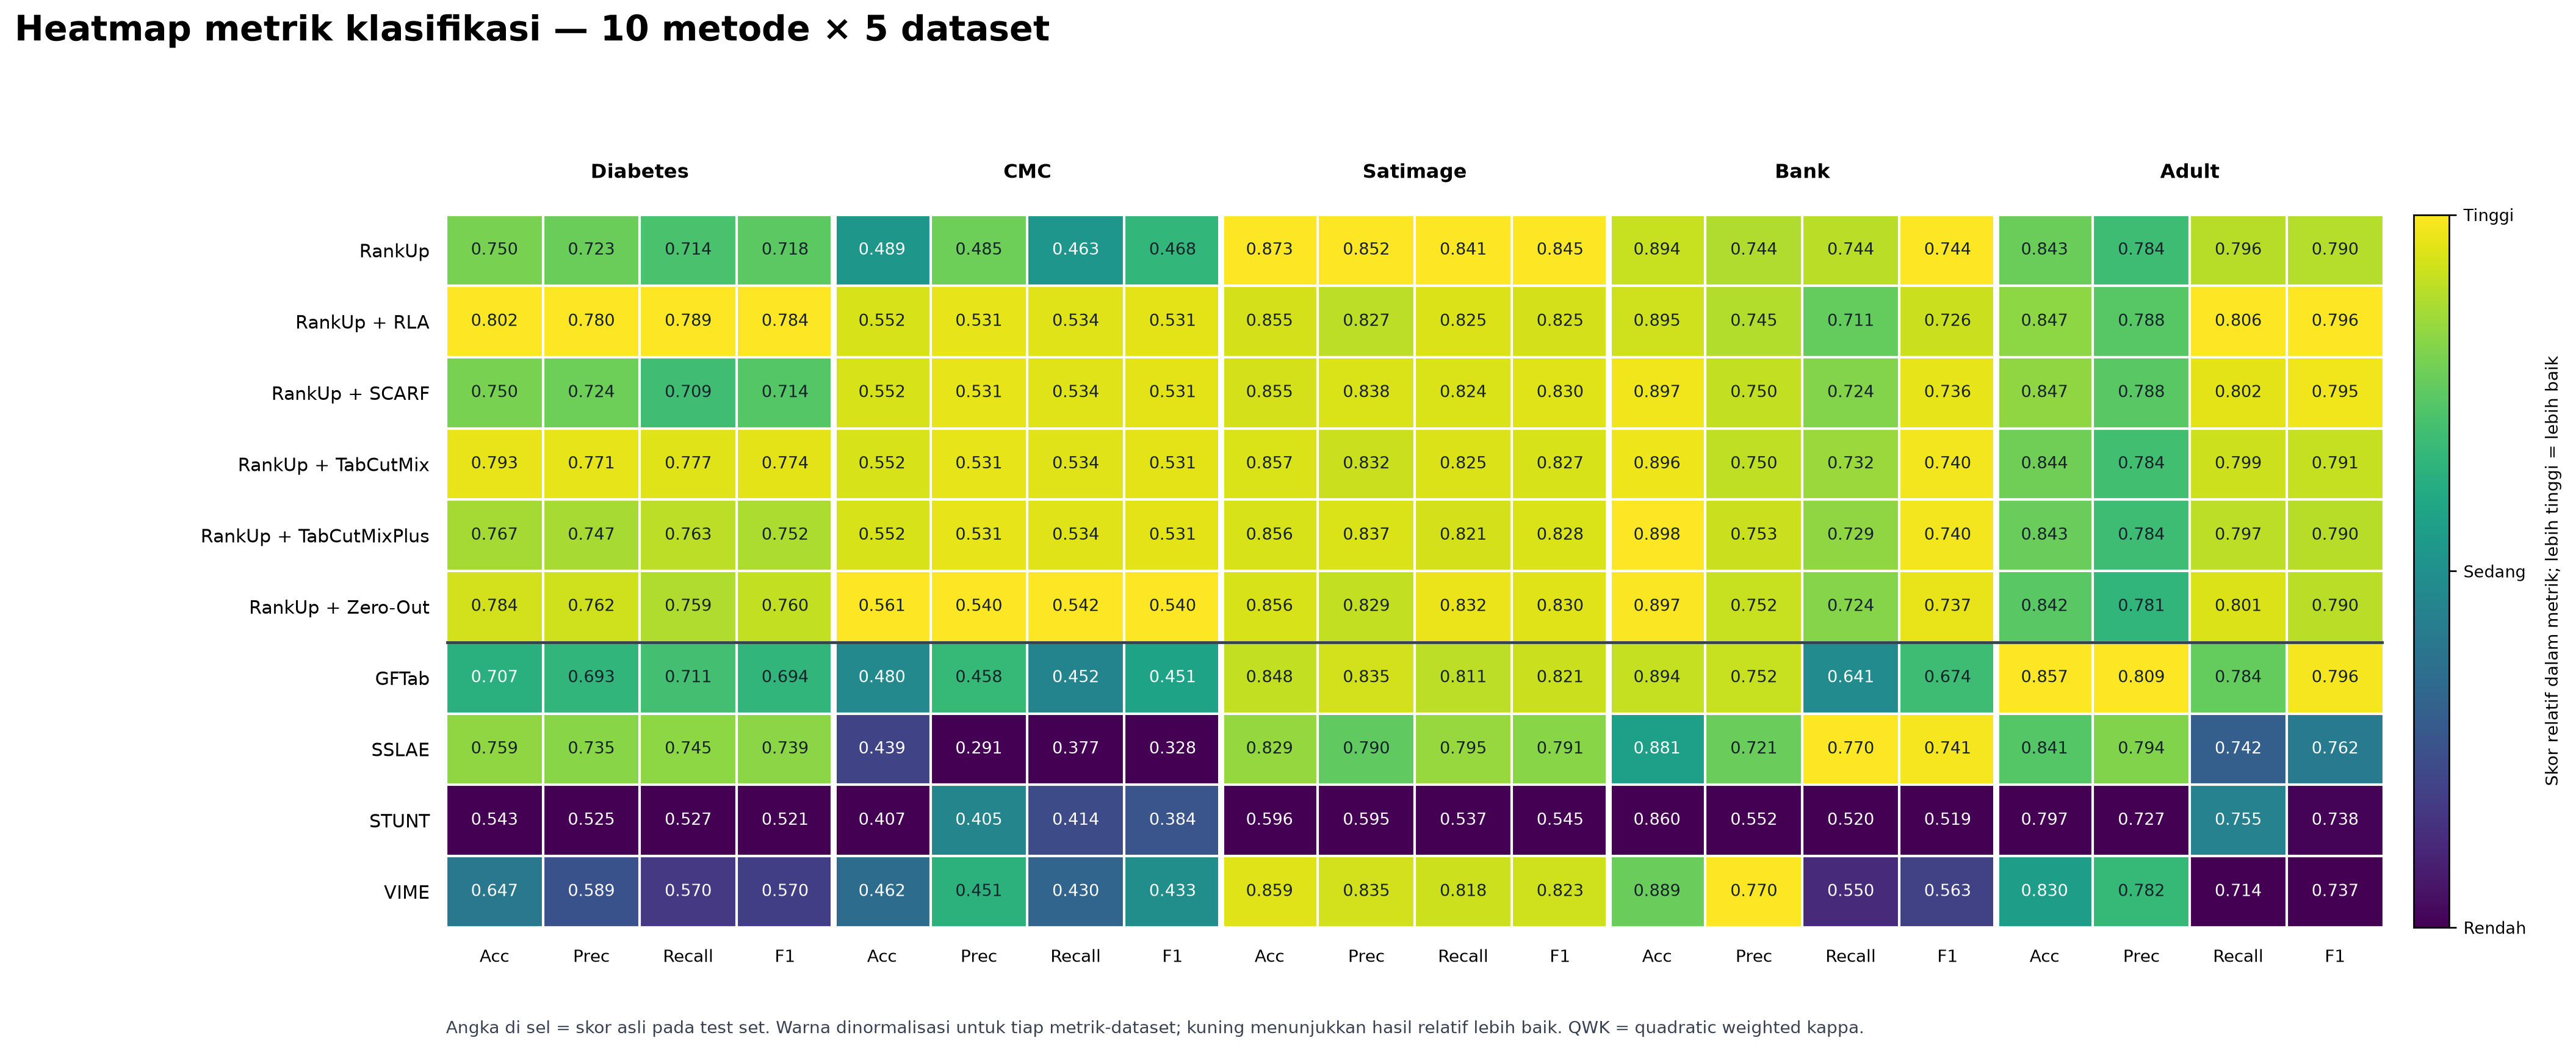 Heatmap metrik klasifikasi — 10 metode × 5 dataset
Diabetes CMC Satimage Bank Adult
RankUp 0.750 0.723 0.714 0.718 0.489 0.485 0.463 0.468 0.873 0.852 0.841 0.845 0.894 0.744 0.744 0.744 0.843 0.784 0.796 0.790
RankUp + RLA 0.802 0.780 0.789 0.784 0.552 0.531 0.534 0.531 0.855 0.827 0.825 0.825 0.895 0.745 0.711 0.726 0.847 0.788 0.806 0.796
RankUp + SCARF 0.750 0.724 0.709 0.714 0.552 0.531 0.534 0.531 0.855 0.838 0.824 0.830 0.897 0.750 0.724 0.736 0.847 0.788 0.802 0.795
RankUp + TabCutMix 0.793 0.771 0.777 0.774 0.552 0.531 0.534 0.531 0.857 0.832 0.825 0.827 0.896 0.750 0.732 0.740 0.844 0.784 0.799 0.791
RankUp + TabCutMixPlus 0.767 0.747 0.763 0.752 0.552 0.531 0.534 0.531 0.856 0.837 0.821 0.828 0.898 0.753 0.729 0.740 0.843 0.784 0.797 0.790
RankUp + Zero-Out 0.784 0.762 0.759 0.760 0.561 0.540 0.542 0.540 0.856 0.829 0.832 0.830 0.897 0.752 0.724 0.737 0.842 0.781 0.801 0.790
GFTab 0.707 0.693 0.711 0.694 0.480 0.458 0.452 0.451 0.848 0.835 0.811 0.821 0.894 0.752 0.641 0.674 0.857 0.809 0.784 0.796
SSLAE 0.759 0.735 0.745 0.739 0.439 0.291 0.377 0.328 0.829 0.790 0.795 0.791 0.881 0.721 0.770 0.741 0.841 0.794 0.742 0.762
STUNT 0.543 0.525 0.527 0.521 0.407 0.405 0.414 0.384 0.596 0.595 0.537 0.545 0.860 0.552 0.520 0.519 0.797 0.727 0.755 0.738
VIME 0.647 0.589 0.570 0.570 0.462 0.451 0.430 0.433 0.859 0.835 0.818 0.823 0.889 0.770 0.550 0.563 0.830 0.782 0.714 0.737
Acc Prec Recall F1 Acc Prec Recall F1 Acc Prec Recall F1 Acc Prec Recall F1 Acc Prec Recall F1
Tinggi
Sedang
Rendah
Skor relatif dalam metrik; lebih tinggi = lebih baik
Angka di sel = skor asli pada test set. Warna dinormalisasi untuk tiap metrik-dataset; kuning menunjukkan hasil relatif lebih baik. QWK = quadratic weighted kappa.